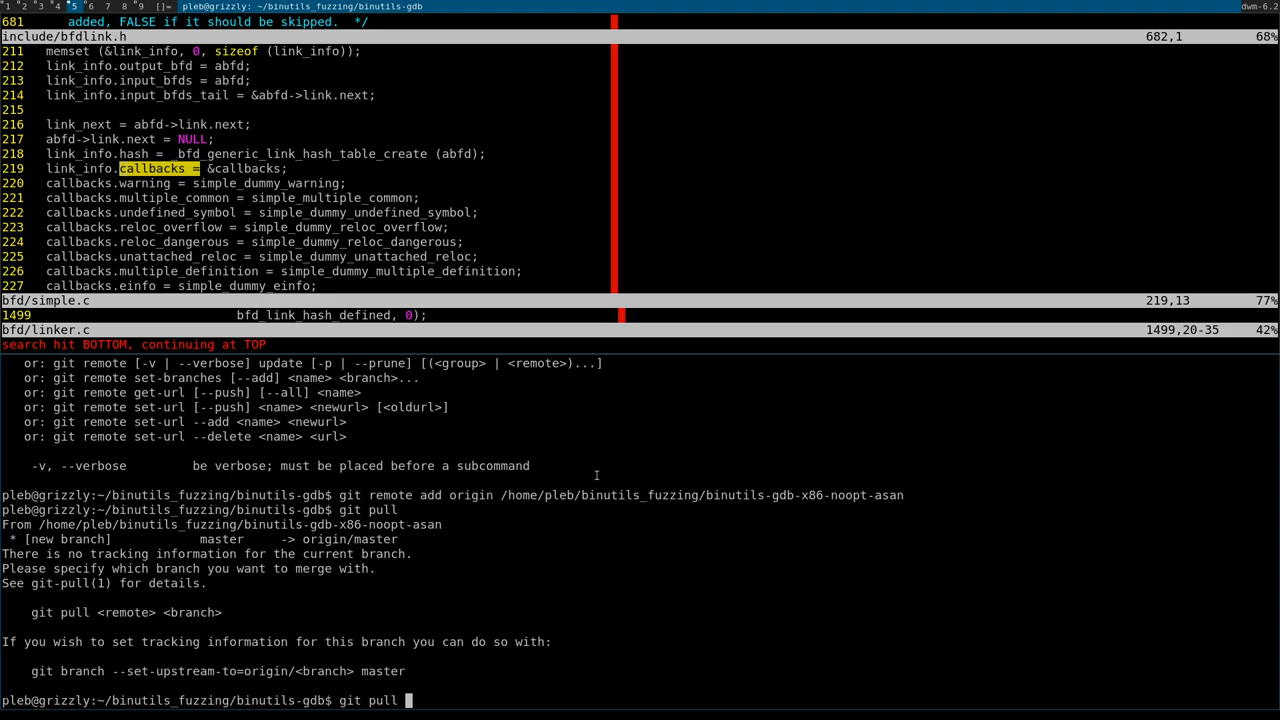 1 2 3 4 5 6 7 8 9 []= pleb@grizzly: ~/binutils_fuzzing/binutils-gdb dwm-6.2
681 added, FALSE if it should be skipped. */
include/bfdlink.h 682,1 68%
211 memset (&link_info, 0, sizeof (link_info));
212 link_info.output_bfd = abfd;
213 link_info.input_bfds = abfd;
214 link_info.input_bfds_tail = &abfd->link.next;
215
216 link_next = abfd->link.next;
217 abfd->link.next = NULL;
218 link_info.hash = _bfd_generic_link_hash_table_create (abfd);
219 link_info.callbacks = &callbacks;
220 callbacks.warning = simple_dummy_warning;
221 callbacks.multiple_common = simple_multiple_common;
222 callbacks.undefined_symbol = simple_dummy_undefined_symbol;
223 callbacks.reloc_overflow = simple_dummy_reloc_overflow;
224 callbacks.reloc_dangerous = simple_dummy_reloc_dangerous;
225 callbacks.unattached_reloc = simple_dummy_unattached_reloc;
226 callbacks.multiple_definition = simple_dummy_multiple_definition;
227 callbacks.einfo = simple_dummy_einfo;
bfd/simple.c 219,13 77%
1499 bfd_link_hash_defined, 0);
bfd/linker.c 1499,20-35 42%
search hit BOTTOM, continuing at TOP
or: git remote [-v | --verbose] update [-p | --prune] [(<group> | <remote>)...]
or: git remote set-branches [--add] <name> <branch>...
or: git remote get-url [--push] [--all] <name>
or: git remote set-url [--push] <name> <newurl> [<oldurl>]
or: git remote set-url --add <name> <newurl>
or: git remote set-url --delete <name> <url>
-v, --verbose be verbose; must be placed before a subcommand
pleb@grizzly:~/binutils_fuzzing/binutils-gdb$ git remote add origin /home/pleb/binutils_fuzzing/binutils-gdb-x86-noopt-asan
pleb@grizzly:~/binutils_fuzzing/binutils-gdb$ git pull
From /home/pleb/binutils_fuzzing/binutils-gdb-x86-noopt-asan
* [new branch] master -> origin/master
There is no tracking information for the current branch.
Please specify which branch you want to merge with.
See git-pull(1) for details.
git pull <remote> <branch>
If you wish to set tracking information for this branch you can do so with:
git branch --set-upstream-to=origin/<branch> master
pleb@grizzly:~/binutils_fuzzing/binutils-gdb$ git pull